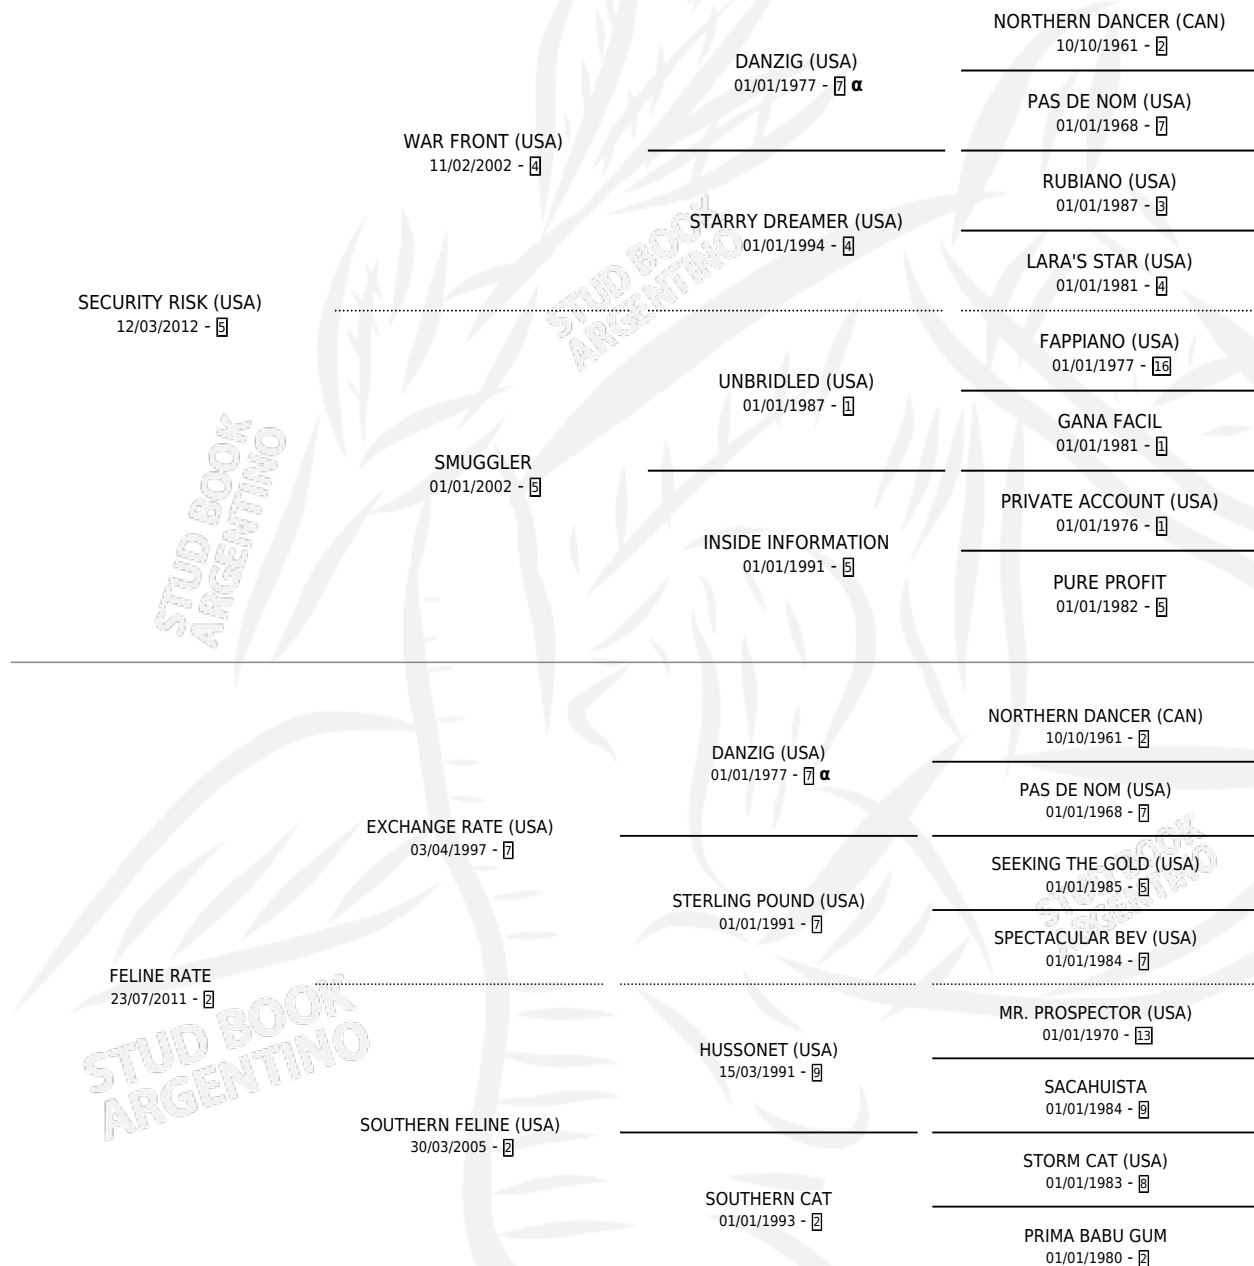 NORTHERN DANCER (CAN)
10/10/1961 - 2
DANZIG (USA)
01/01/1977 - 7 α
PAS DE NOM (USA)
01/01/1968 - 7
WAR FRONT (USA)
11/02/2002 - 4
RUBIANO (USA)
01/01/1987 - 3
STARRY DREAMER (USA)
01/01/1994 - 4
LARA'S STAR (USA)
01/01/1981 - 4
SECURITY RISK (USA)
12/03/2012 - 5
FAPPIANO (USA)
01/01/1977 - 16
UNBRIDLED (USA)
01/01/1987 - 1
GANA FACIL
01/01/1981 - 1
SMUGGLER
01/01/2002 - 5
PRIVATE ACCOUNT (USA)
01/01/1976 - 1
INSIDE INFORMATION
01/01/1991 - 5
PURE PROFIT
01/01/1982 - 5
NORTHERN DANCER (CAN)
10/10/1961 - 2
DANZIG (USA)
01/01/1977 - 7 α
PAS DE NOM (USA)
01/01/1968 - 7
EXCHANGE RATE (USA)
03/04/1997 - 7
SEEKING THE GOLD (USA)
01/01/1985 - 5
STERLING POUND (USA)
01/01/1991 - 7
SPECTACULAR BEV (USA)
01/01/1984 - 7
FELINE RATE
23/07/2011 - 2
MR. PROSPECTOR (USA)
01/01/1970 - 13
HUSSONET (USA)
15/03/1991 - 9
SACAHUISTA
01/01/1984 - 9
SOUTHERN FELINE (USA)
30/03/2005 - 2
STORM CAT (USA)
01/01/1983 - 8
SOUTHERN CAT
01/01/1993 - 2
PRIMA BABU GUM
01/01/1980 - 2
STUD BOOK
ARGENTINO
STUD BOOK
ARGENTINO
STUD BOOK
ARGENTINO
STUD BOOK
ARGENTINO